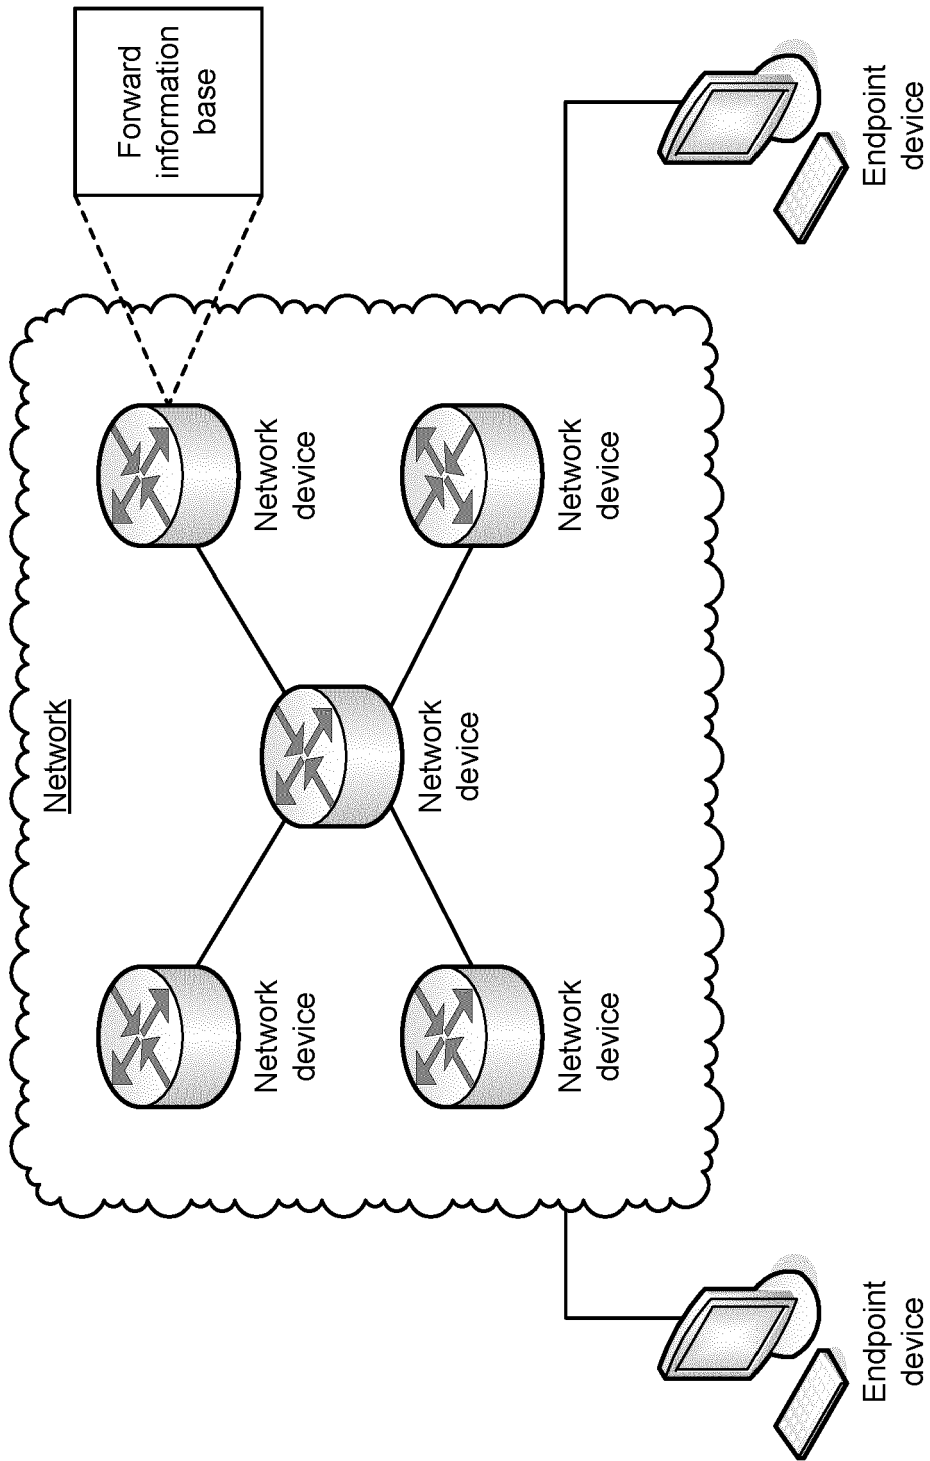 Network
Forward
information
base
Network
device
Network
device
Network
device
Network
device
Network
device
Endpoint
device
Endpoint
device